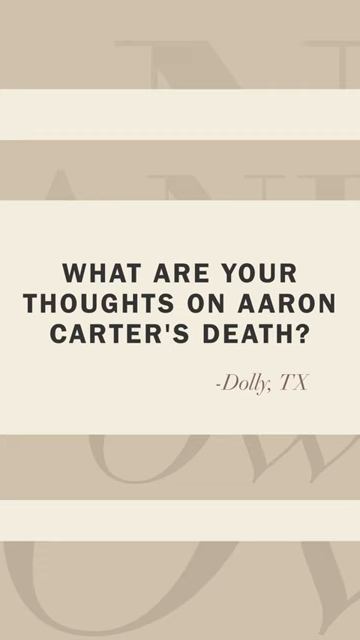 WHAT ARE YOUR
THOUGHTS ON AARON
CARTER'S DEATH?
-Dolly, TX